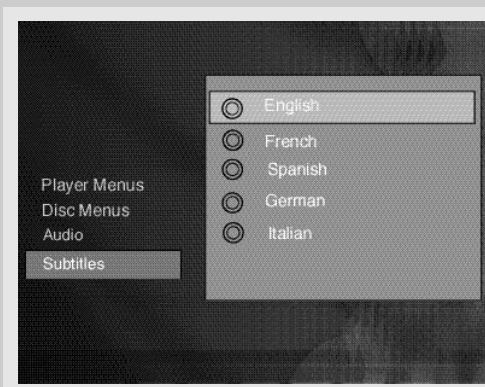 Player Menus
Disc Menus
Audio
Subtitles
English
French
Spanish
German
Italian